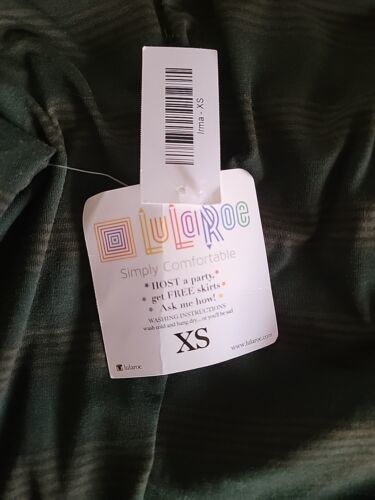 Irma - XS
LuLaRoe
Simply Comfortable
HOST a party,
get FREE skirts
Ask me how!
WASHING INSTRUCTIONS
wash cold and hang dry... or you'll be sad
XS
lularoe
www.lularoe.com